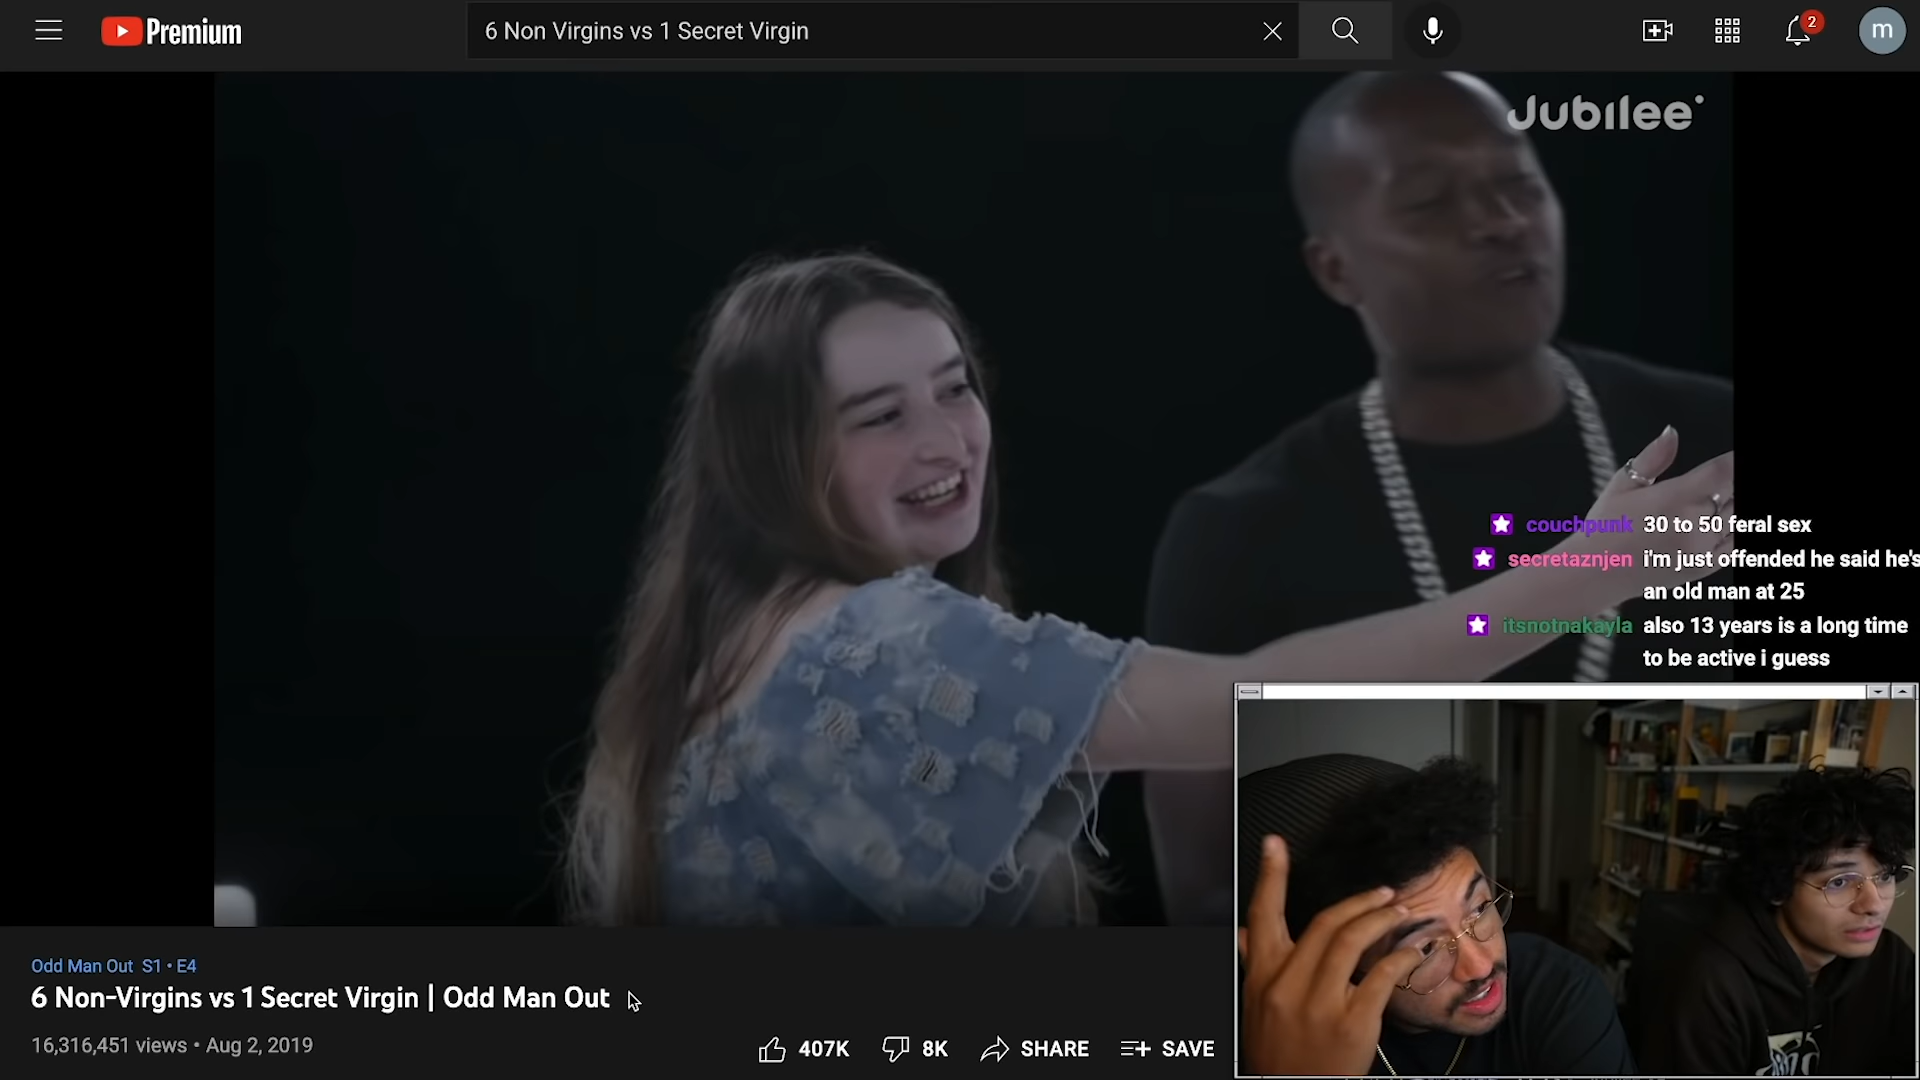 Premium
6 Non Virgins vs 1 Secret Virgin
2
m
Jubilee
couchpunk 30 to 50 feral sex
secretaznjen i'm just offended he said he's
an old man at 25
itsnotnakayla also 13 years is a long time
to be active i guess
Odd Man Out S1 • E4
6 Non-Virgins vs 1 Secret Virgin | Odd Man Out
16,316,451 views • Aug 2, 2019
407K 8K SHARE SAVE